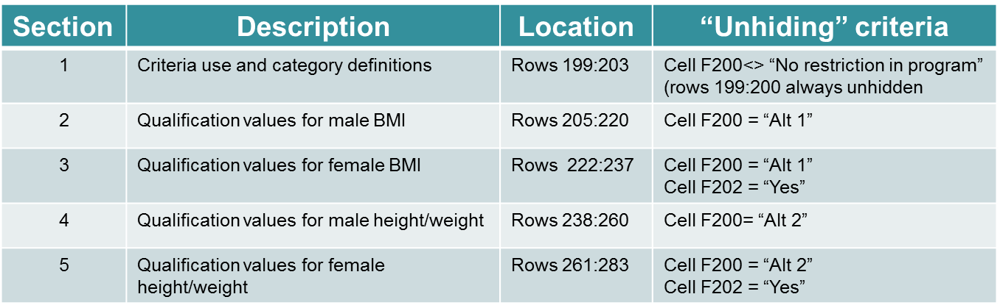 Section Description Location “Unhiding” criteria
1 Criteria use and category definitions Rows 199:203 Cell F200<> “No restriction in program”
(rows 199:200 always unhidden
2 Qualification values for male BMI Rows 205:220 Cell F200 = “Alt 1”
3 Qualification values for female BMI Rows  222:237 Cell F200 = “Alt 1”
Cell F202 = “Yes”
4 Qualification values for male height/weight Rows 238:260 Cell F200= “Alt 2”
5 Qualification values for female Rows 261:283 Cell F200 = “Alt 2”
height/weight Cell F202 = “Yes”